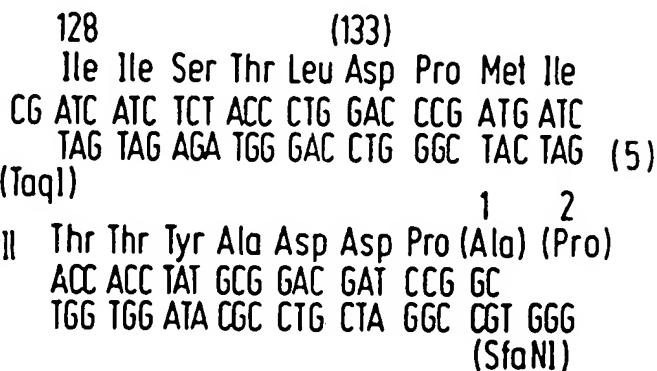 128 (133)
Ile Ile Ser Thr Leu Asp Pro Met Ile
CG ATC ATC TCT ACC CTG GAC CCG ATG ATC
TAG TAG AGA TGG GAC CTG GGC TAC TAG (5)
(TaqI)
1 2
II Thr Thr Tyr Ala Asp Asp Pro (Ala) (Pro)
ACC ACC TAT GCG GAC GAT CCG GC
TGG TGG ATA CGC CTG CTA GGC CGT GGG
(SfaNI)